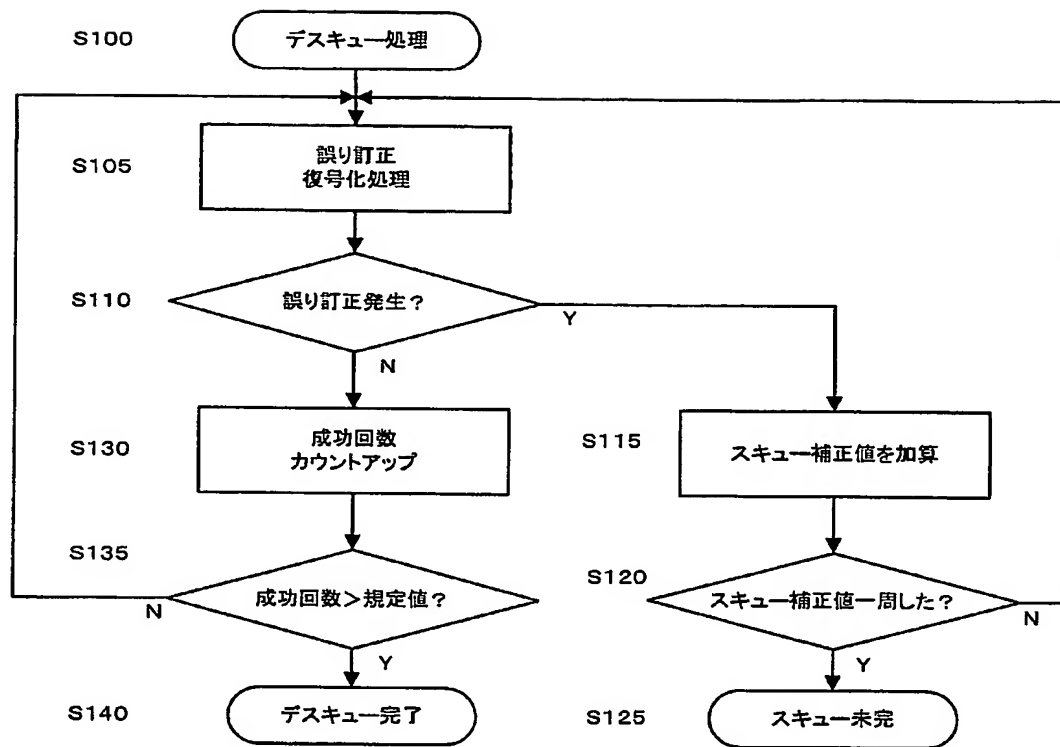 S100
デスキュー処理
S105
誤り訂正
復号化処理
S110
誤り訂正発生？
Y
N
S130
成功回数
カウントアップ
S115
スキュー補正値を加算
S135
成功回数＞規定値？
N
Y
S120
スキュー補正値一周した？
N
Y
S140
デスキュー完了
S125
スキュー未完